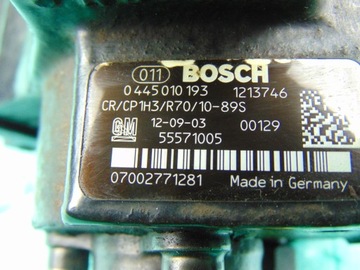 011 BOSCH
0 445 010 193 1213746
CR/CP1H3/R70/10-89S
GM 12-09-03 00129
55571005
07002771281 Made in Germany